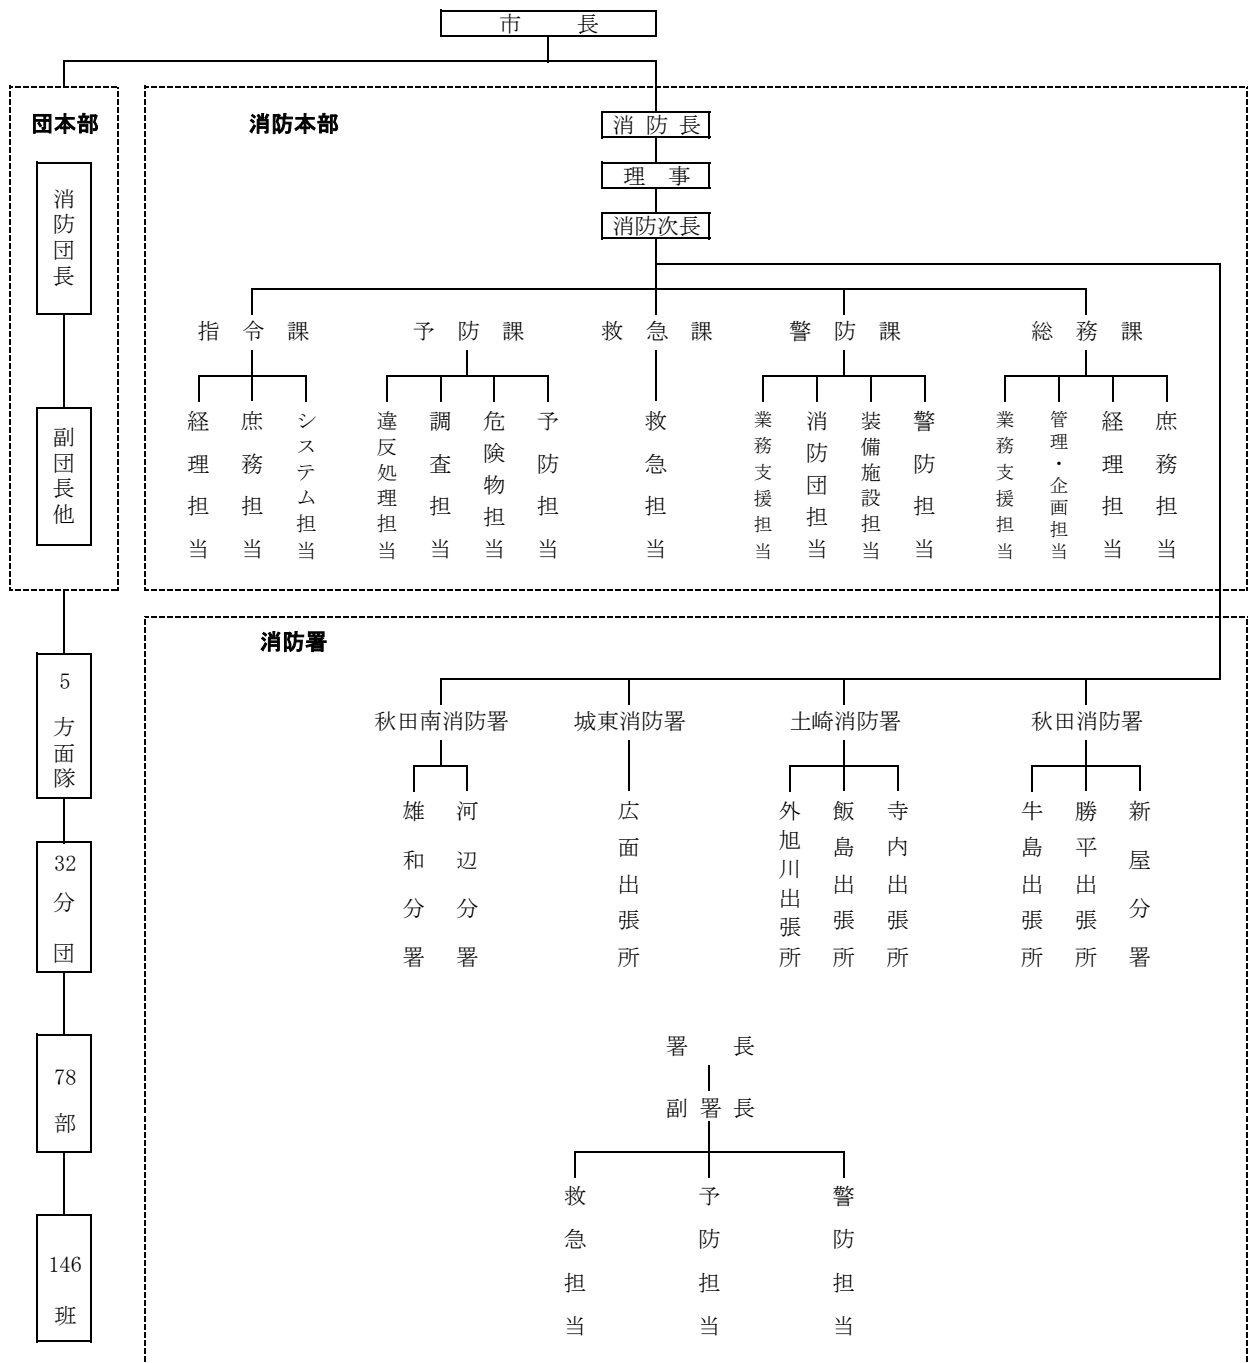 市　長
団本部
消防団長
副団長他
5方面隊
32分団
78部
146班
消防本部
消防長
理事
消防次長
指令課
予防課
救急課
警防課
総務課
経理担当
庶務担当
システム担当
違反処理担当
調査担当
危険物担当
予防担当
救急担当
業務支援担当
消防団担当
装備施設担当
警防担当
業務支援担当
管理・企画担当
経理担当
庶務担当
消防署
秋田南消防署
城東消防署
土崎消防署
秋田消防署
雄和分署
河辺分署
広面出張所
外旭川出張所
飯島出張所
寺内出張所
牛島出張所
勝平出張所
新屋分署
署長
副署長
救急担当
予防担当
警防担当